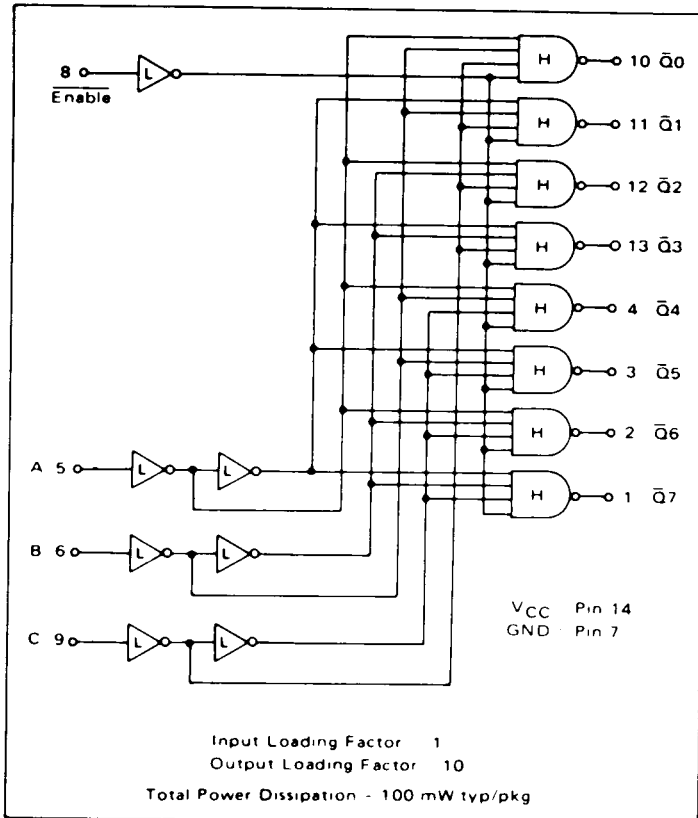 8
L
Enable
H 10 Q̄0
H 11 Q̄1
H 12 Q̄2
H 13 Q̄3
H 4 Q̄4
H 3 Q̄5
H 2 Q̄6
H 1 Q̄7
A 5 L L
B 6 L L
C 9 L L
VCC Pin 14
GND Pin 7
Input Loading Factor 1
Output Loading Factor 10
Total Power Dissipation - 100 mW typ/pkg